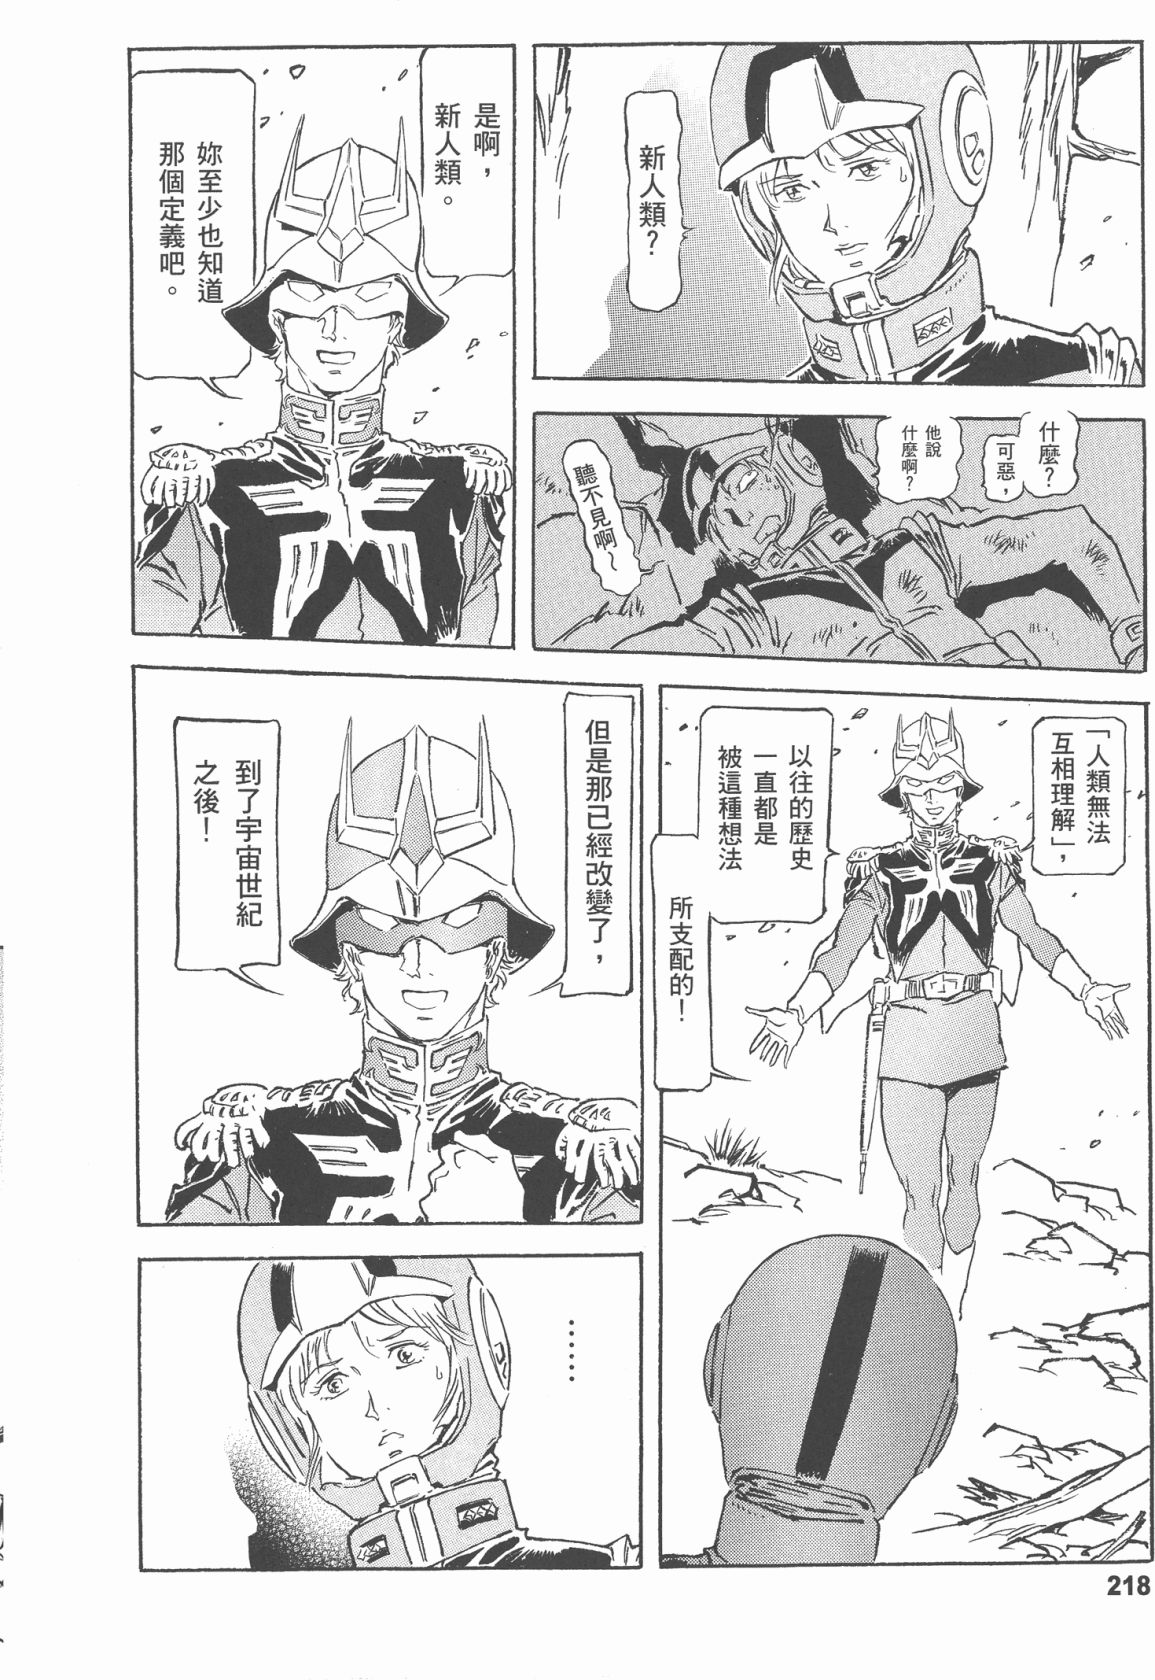 新人類？
是啊，
新人類。
妳至少也知道
那個定義吧。
什麼？
可惡，
他說
什麼啊？
聽不見啊～
「人類無法
互相理解」，
以往的歷史
一直都是
被這種想法
所支配的！
但是那已經改變了，
到了宇宙世紀
之後！
……
218